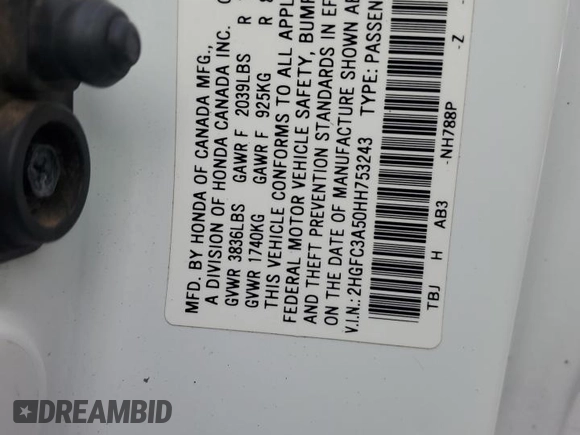 MFD. BY HONDA OF CANADA MFG.,
A DIVISION OF HONDA CANADA INC.
GVWR 3836LBS GAWR F 2039LBS R
GVWR 1740KG GAWR F 925KG R
THIS VEHICLE CONFORMS TO ALL APPL
FEDERAL MOTOR VEHICLE SAFETY, BUMP
AND THEFT PREVENTION STANDARDS IN EF
ON THE DATE OF MANUFACTURE SHOWN AB
V.I.N.: 2HGFC3A50HH753243 TYPE: PASSEN
TBJ H AB3 -NH788P -Z
DREAMBID